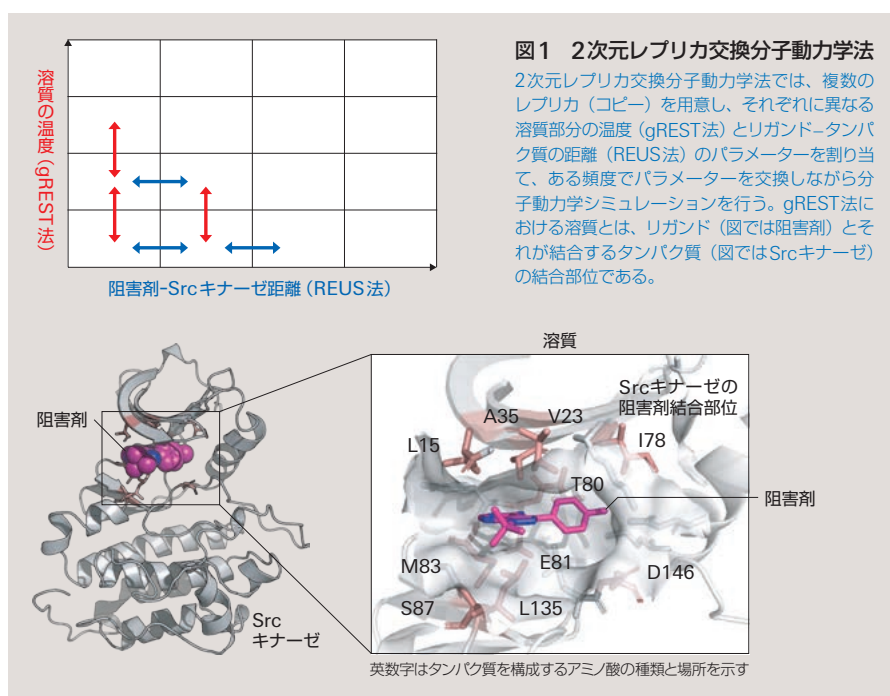 溶質の温度(gREST法)
阻害剤-Srcキナーゼ距離(REUS法)
図1 2次元レプリカ交換分子動力学法
2次元レプリカ交換分子動力学法では、複数の
レプリカ(コピー)を用意し、それぞれに異なる
溶質部分の温度(gREST法)とリガンド–タンパ
ク質の距離(REUS法)のパラメーターを割り当
て、ある頻度でパラメーターを交換しながら分
子動力学シミュレーションを行う。gREST法に
おける溶質とは、リガンド(図では阻害剤)とそ
れが結合するタンパク質(図ではSrcキナーゼ)
の結合部位である。
阻害剤
Src
キナーゼ
溶質
Srcキナーゼの
阻害剤結合部位
A35
V23
I78
L15
T80
阻害剤
M83
E81
D146
S87
L135
英数字はタンパク質を構成するアミノ酸の種類と場所を示す